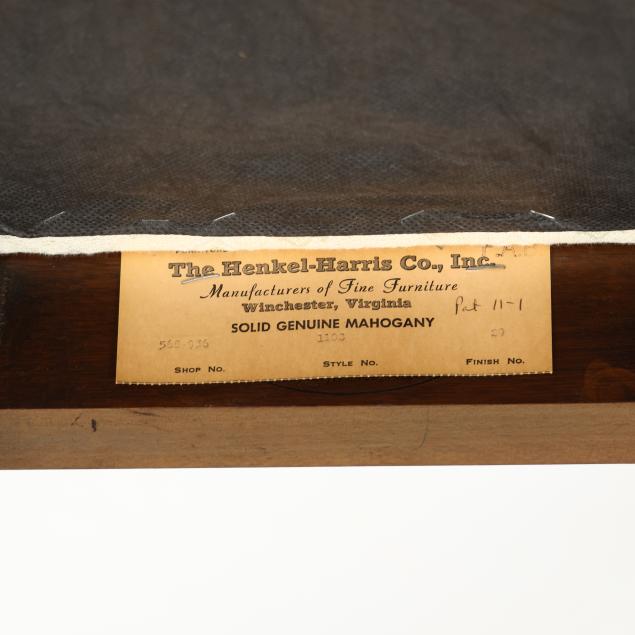 The Henkel-Harris Co., Inc.
Manufacturers of Fine Furniture
Winchester, Virginia
Pat 11-1
SOLID GENUINE MAHOGANY
1103 29
SHOP NO. STYLE NO. FINISH NO.